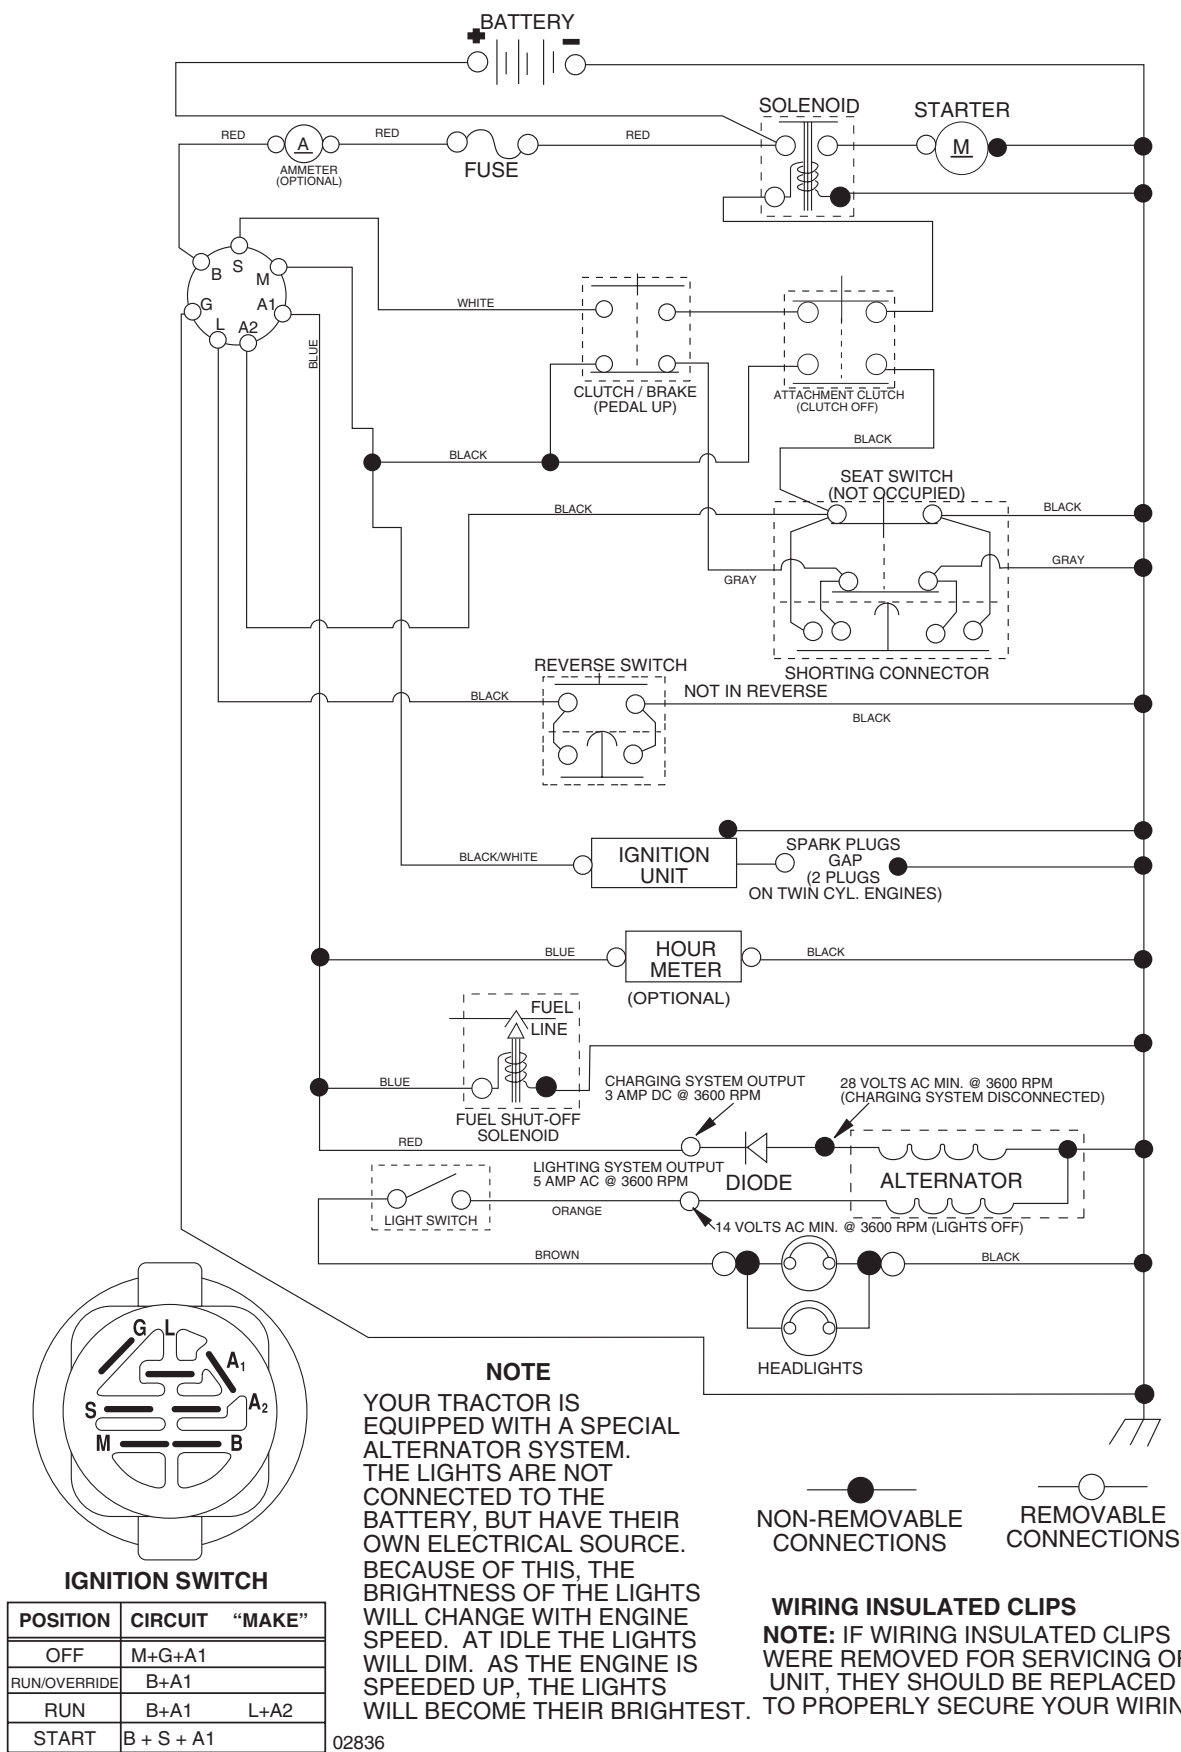 BATTERY
SOLENOID
STARTER
RED
A
RED
RED
M
AMMETER
(OPTIONAL)
FUSE
B
S
M
G
A1
L
A2
BLUE
WHITE
CLUTCH / BRAKE
(PEDAL UP)
ATTACHMENT CLUTCH
(CLUTCH OFF)
BLACK
BLACK
SEAT SWITCH
(NOT OCCUPIED)
BLACK
BLACK
GRAY
GRAY
SHORTING CONNECTOR
REVERSE SWITCH
BLACK
NOT IN REVERSE
BLACK
BLACK/WHITE
IGNITION
UNIT
SPARK PLUGS
GAP
(2 PLUGS
ON TWIN CYL. ENGINES)
BLUE
HOUR
METER
BLACK
(OPTIONAL)
FUEL
LINE
BLUE
FUEL SHUT-OFF
SOLENOID
CHARGING SYSTEM OUTPUT
3 AMP DC @ 3600 RPM
28 VOLTS AC MIN. @ 3600 RPM
(CHARGING SYSTEM DISCONNECTED)
RED
LIGHTING SYSTEM OUTPUT
5 AMP AC @ 3600 RPM
DIODE
ALTERNATOR
LIGHT SWITCH
ORANGE
14 VOLTS AC MIN. @ 3600 RPM (LIGHTS OFF)
BROWN
BLACK
HEADLIGHTS
G
L
A1
S
A2
M
B
IGNITION SWITCH
POSITION CIRCUIT "MAKE"
OFF M+G+A1
RUN/OVERRIDE B+A1
RUN B+A1 L+A2
START B + S + A1
02836
NOTE
YOUR TRACTOR IS
EQUIPPED WITH A SPECIAL
ALTERNATOR SYSTEM.
THE LIGHTS ARE NOT
CONNECTED TO THE
BATTERY, BUT HAVE THEIR
OWN ELECTRICAL SOURCE.
BECAUSE OF THIS, THE
BRIGHTNESS OF THE LIGHTS
WILL CHANGE WITH ENGINE
SPEED. AT IDLE THE LIGHTS
WILL DIM. AS THE ENGINE IS
SPEEDED UP, THE LIGHTS
WILL BECOME THEIR BRIGHTEST.
NON-REMOVABLE
CONNECTIONS
REMOVABLE
CONNECTIONS
WIRING INSULATED CLIPS
NOTE: IF WIRING INSULATED CLIPS
WERE REMOVED FOR SERVICING OF
UNIT, THEY SHOULD BE REPLACED
TO PROPERLY SECURE YOUR WIRIN